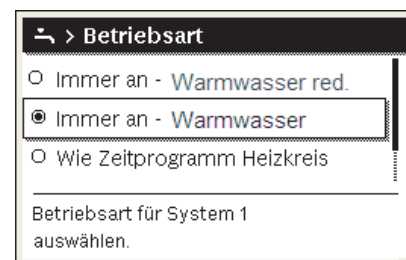 > Betriebsart
Immer an - Warmwasser red.
Immer an - Warmwasser
Wie Zeitprogramm Heizkreis
Betriebsart für System 1
auswählen.